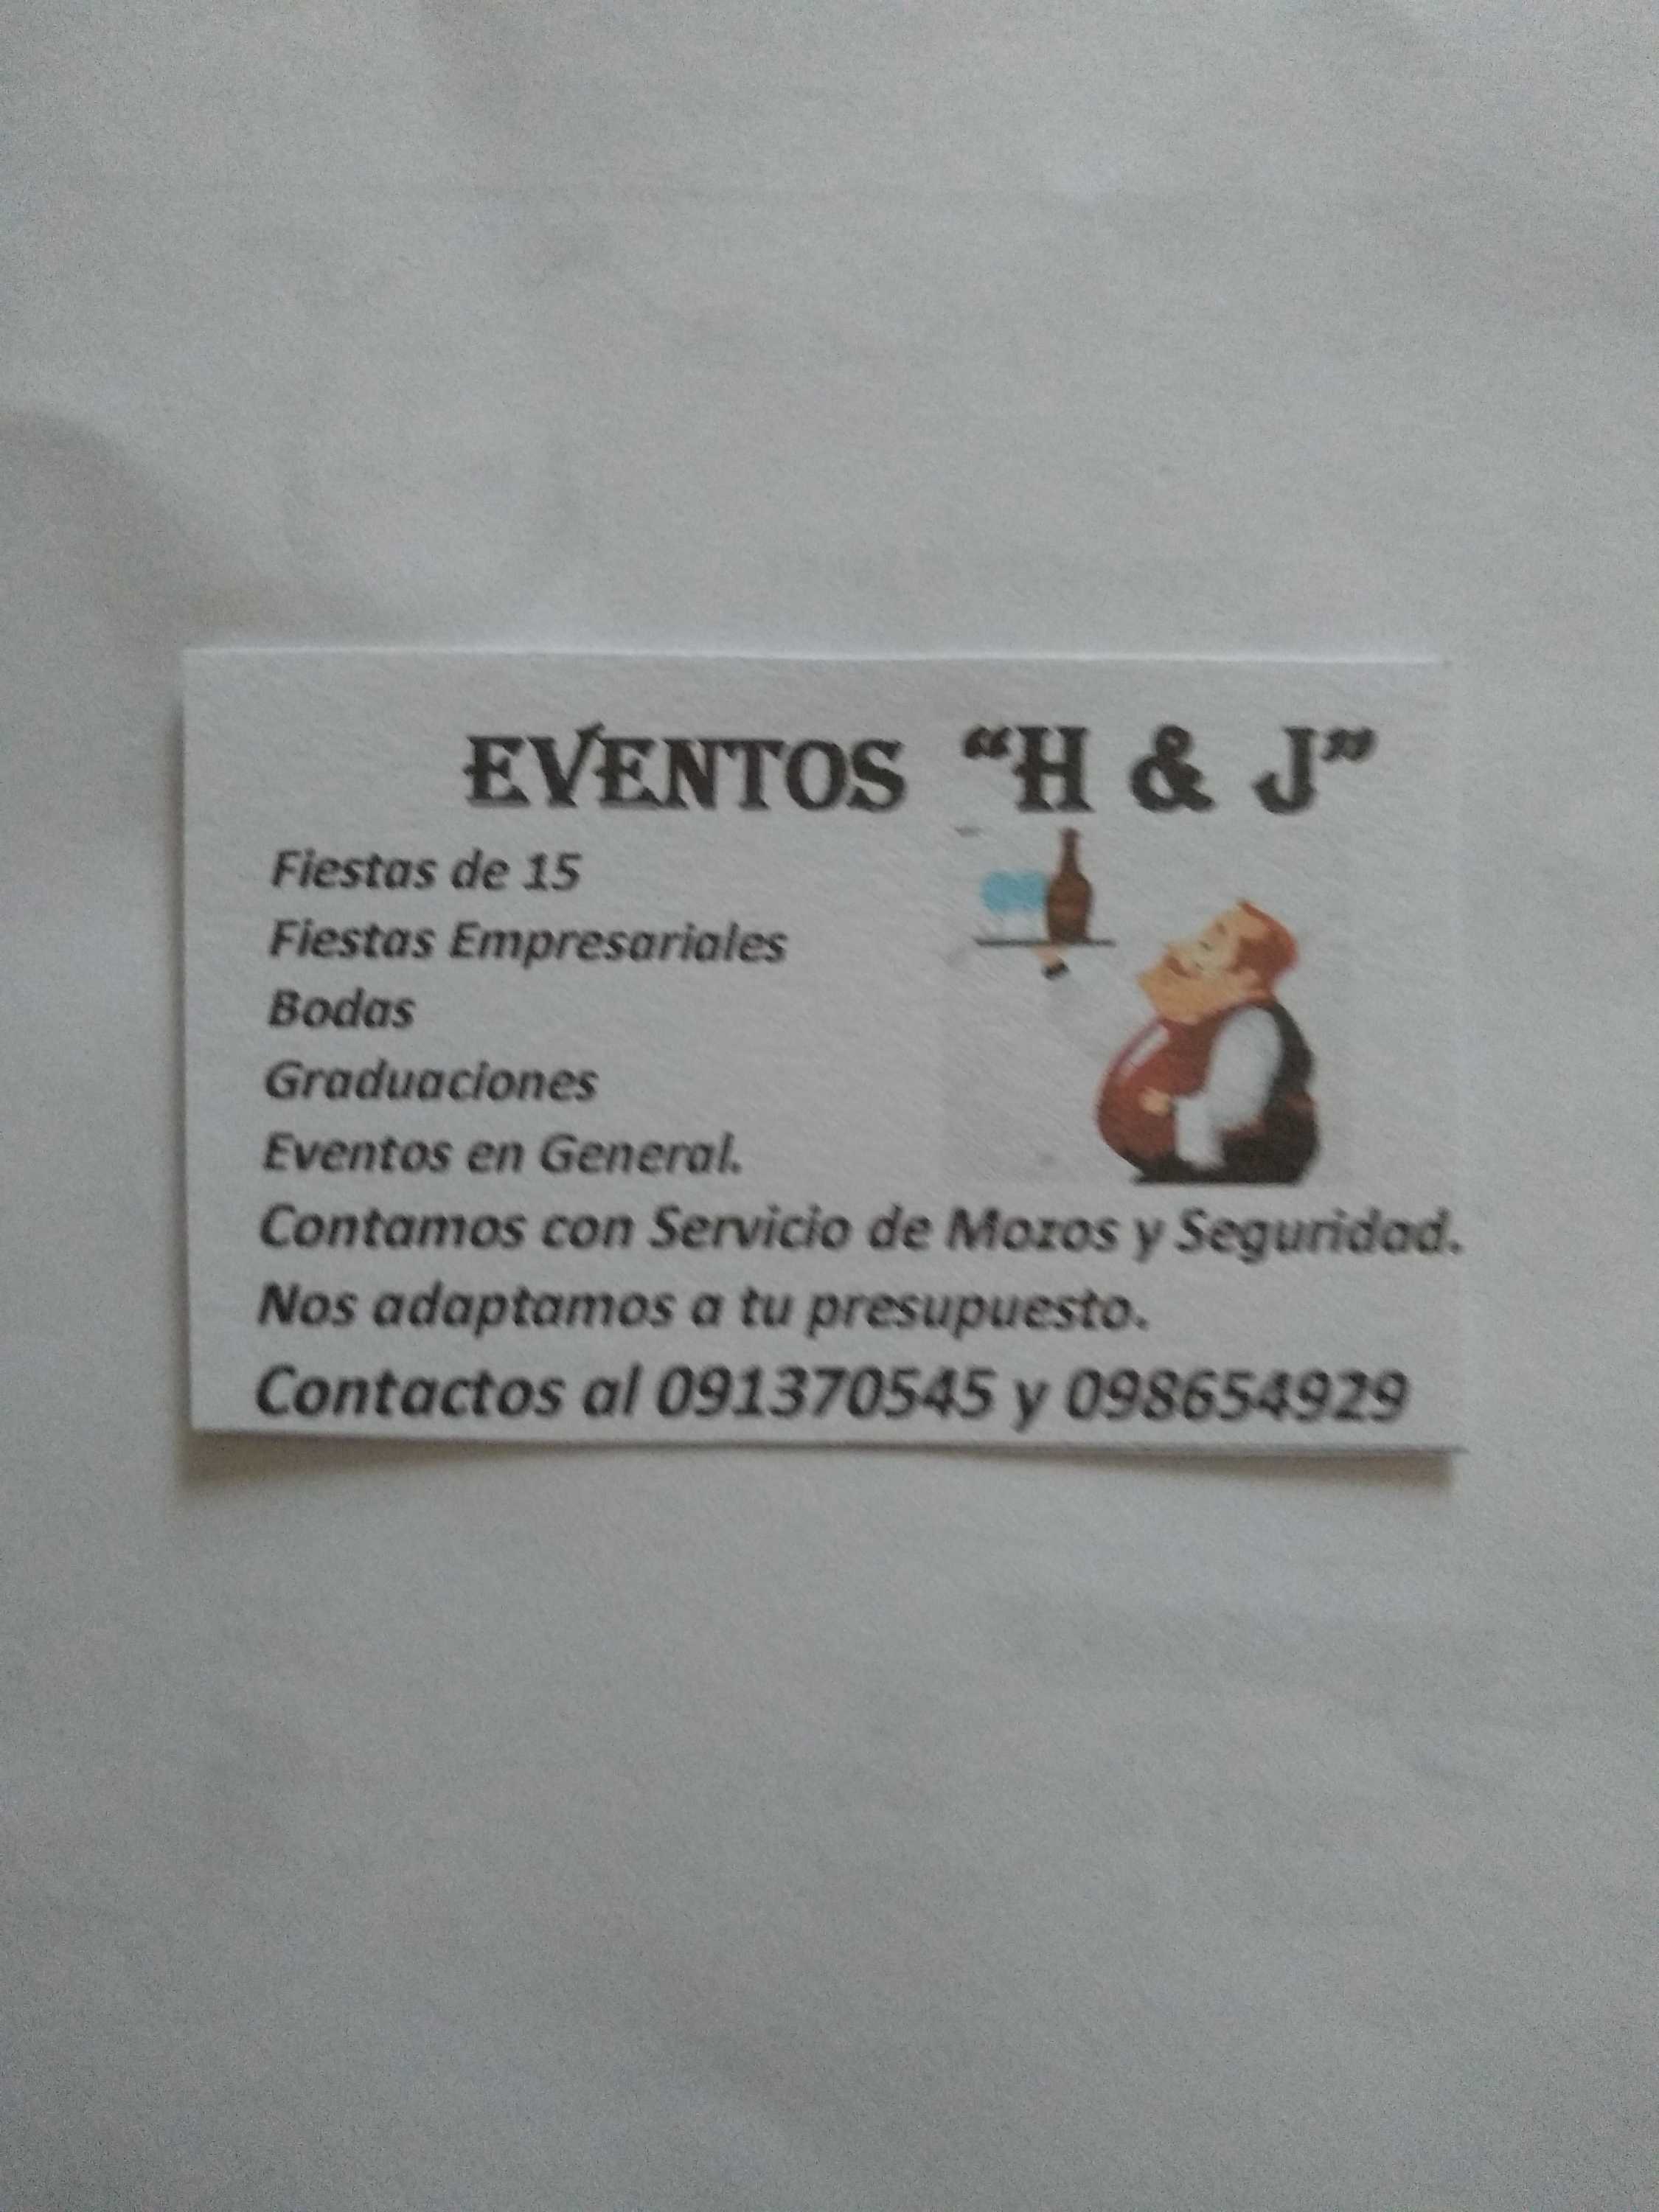 EVENTOS “H & J”
Fiestas de 15
Fiestas Empresariales
Bodas
Graduaciones
Eventos en General.
Contamos con Servicio de Mozos y Seguridad.
Nos adaptamos a tu presupuesto.
Contactos al 091370545 y 098654929